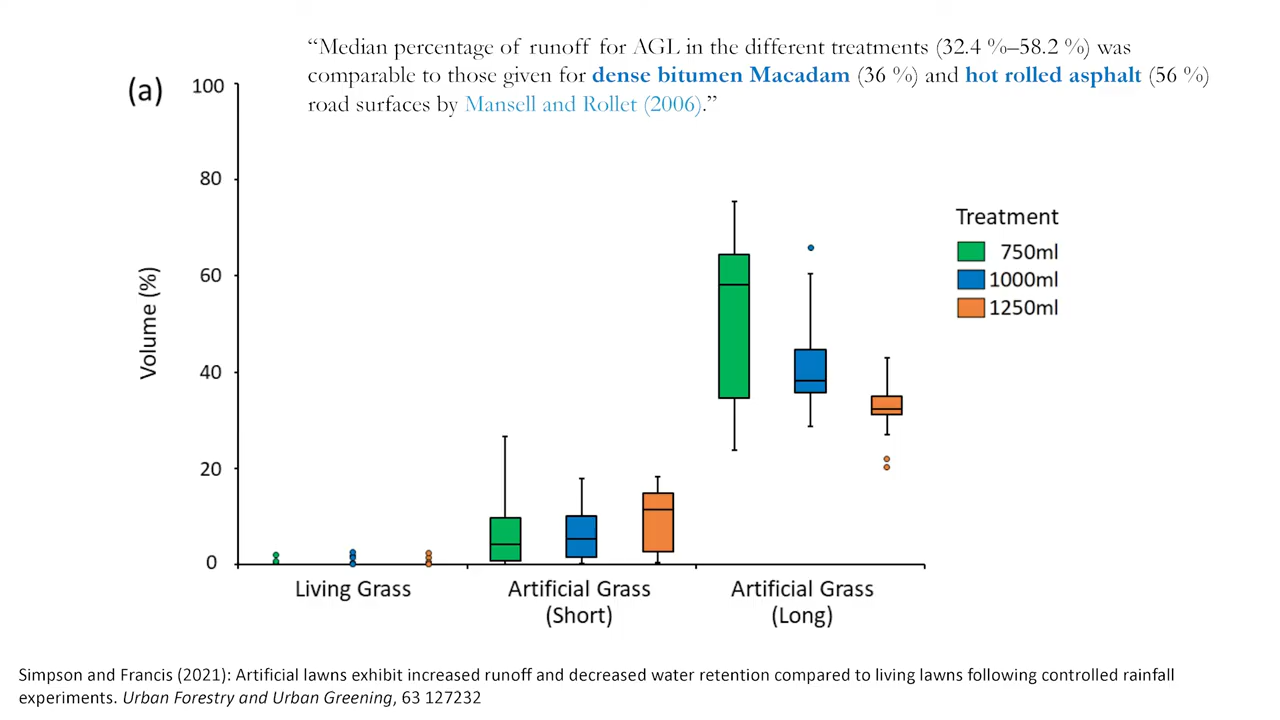 “Median percentage of runoff for AGL in the different treatments (32.4 %–58.2 %) was
comparable to those given for dense bitumen Macadam (36 %) and hot rolled asphalt (56 %)
road surfaces by Mansell and Rollet (2006).”
(a)
100
80
60
40
20
0
Volume (%)
Treatment
750ml
1000ml
1250ml
Living Grass
Artificial Grass
(Short)
Artificial Grass
(Long)
Simpson and Francis (2021): Artificial lawns exhibit increased runoff and decreased water retention compared to living lawns following controlled rainfall
experiments. Urban Forestry and Urban Greening, 63 127232